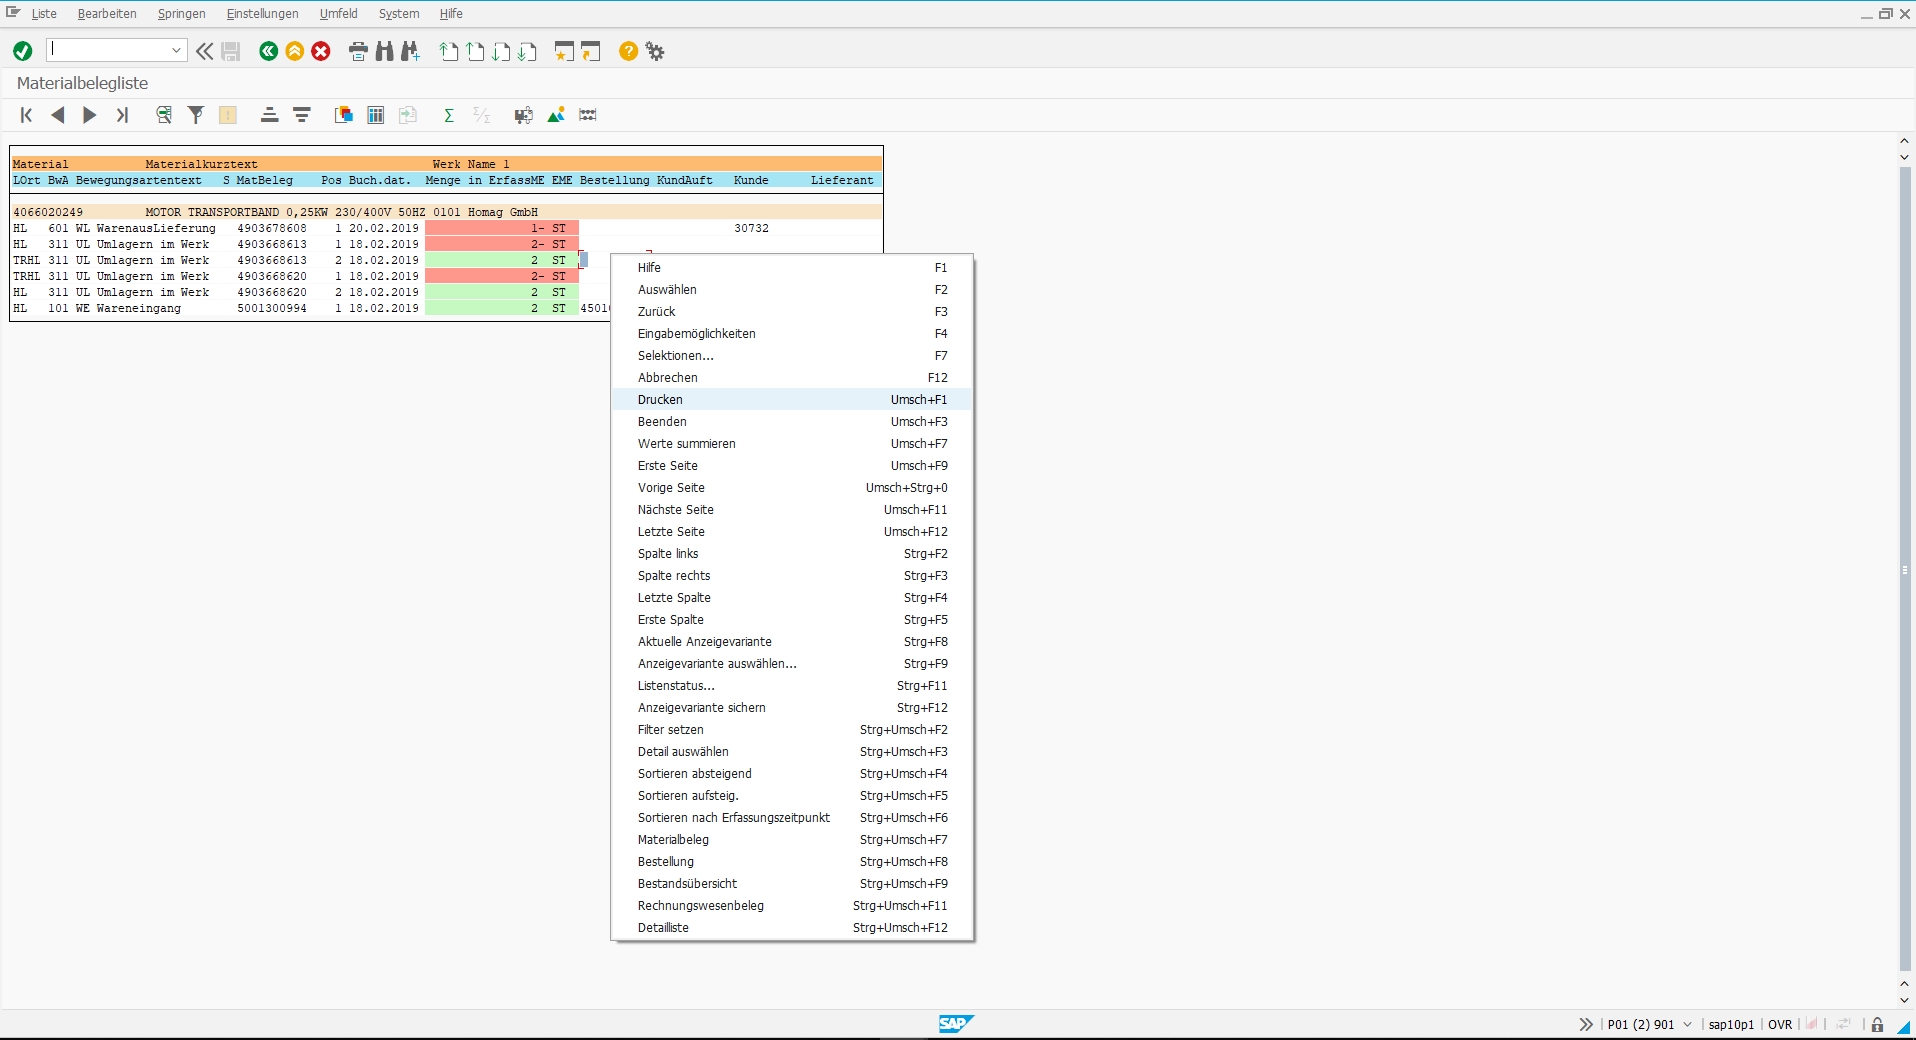 Liste Bearbeiten Springen Einstellungen Umfeld System Hilfe
Materialbelegliste
Material Materialkurztext Werk Name 1
LOrt BwA Bewegungsartentext S MatBeleg Pos Buch.dat. Menge in ErfassME EME Bestellung KundAuft Kunde Lieferant
4066020249 MOTOR TRANSPORTBAND 0,25KW 230/400V 50HZ 0101 Homag GmbH
HL 601 WL WarenausLieferung 4903678608 1 20.02.2019 1- ST 30732
HL 311 UL Umlagern im Werk 4903668613 1 18.02.2019 2- ST
TRHL 311 UL Umlagern im Werk 4903668613 2 18.02.2019 2 ST
TRHL 311 UL Umlagern im Werk 4903668620 1 18.02.2019 2- ST
HL 311 UL Umlagern im Werk 4903668620 2 18.02.2019 2 ST
HL 101 WE Wareneingang 5001300994 1 18.02.2019 2 ST
Hilfe F1
Auswählen F2
Zurück F3
Eingabemöglichkeiten F4
Selektionen... F7
Abbrechen F12
Drucken Umsch+F1
Beenden Umsch+F3
Werte summieren Umsch+F7
Erste Seite Umsch+F9
Vorige Seite Umsch+Strg+0
Nächste Seite Umsch+F11
Letzte Seite Umsch+F12
Spalte links Strg+F2
Spalte rechts Strg+F3
Letzte Spalte Strg+F4
Erste Spalte Strg+F5
Aktuelle Anzeigevariante Strg+F8
Anzeigevariante auswählen... Strg+F9
Listenstatus... Strg+F11
Anzeigevariante sichern Strg+F12
Filter setzen Strg+Umsch+F2
Detail auswählen Strg+Umsch+F3
Sortieren absteigend Strg+Umsch+F4
Sortieren aufsteig. Strg+Umsch+F5
Sortieren nach Erfassungszeitpunkt Strg+Umsch+F6
Materialbeleg Strg+Umsch+F7
Bestellung Strg+Umsch+F8
Bestandsübersicht Strg+Umsch+F9
Rechnungswesenbeleg Strg+Umsch+F11
Detailliste Strg+Umsch+F12
SAP
P01 (2) 901 sap10p1 OVR